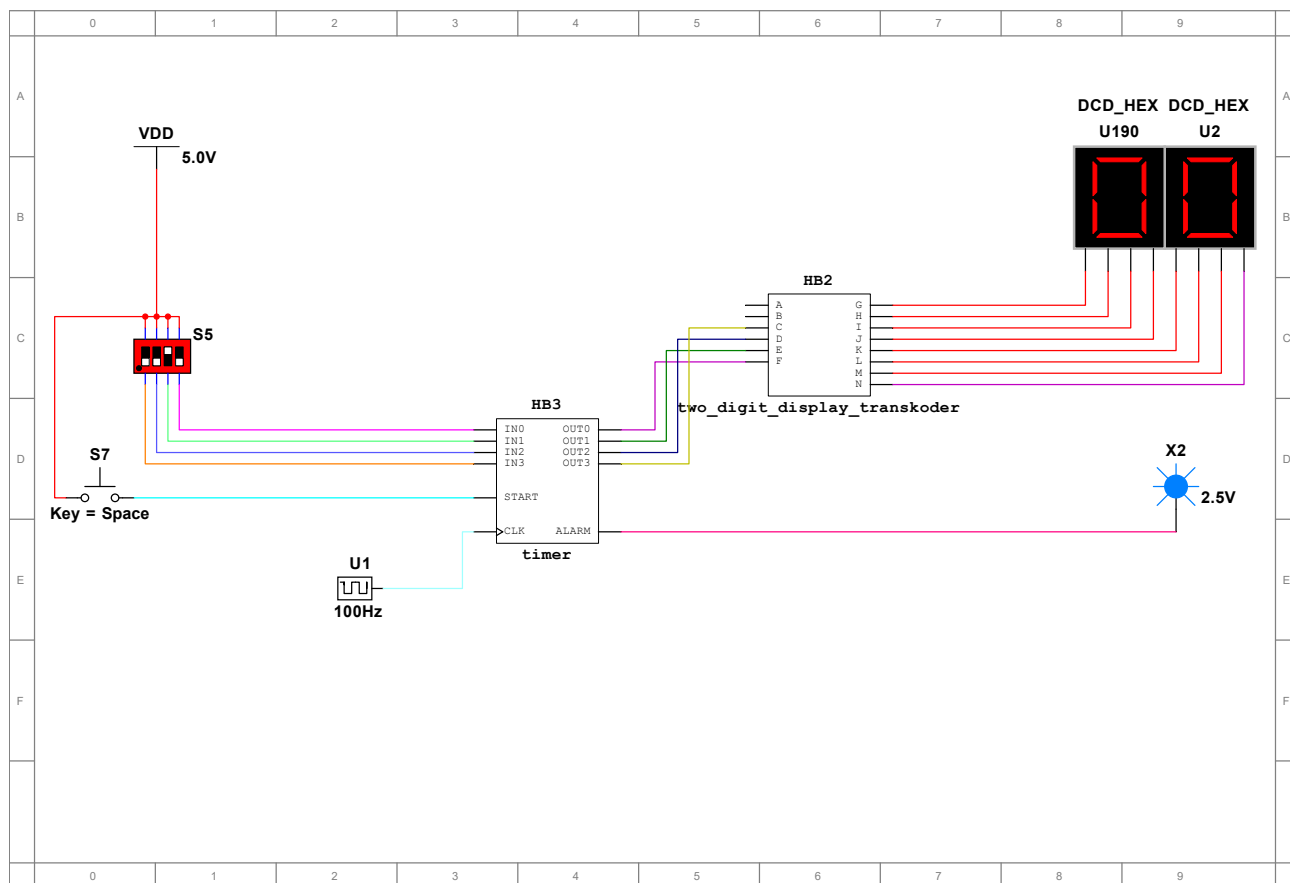 0 1 2 3 4 5 6 7 8 9
A A
DCD_HEX DCD_HEX
U190 U2
VDD
5.0V
B B
HB2
A G
B H
C I
D J
E K
F L
M
N
two_digit_display_transkoder
C C
S5
HB3
IN0 OUT0
IN1 OUT1
IN2 OUT2
IN3 OUT3
START
CLK ALARM
timer
D D
S7
Key = Space
X2
2.5V
E E
U1
100Hz
F F
0 1 2 3 4 5 6 7 8 9